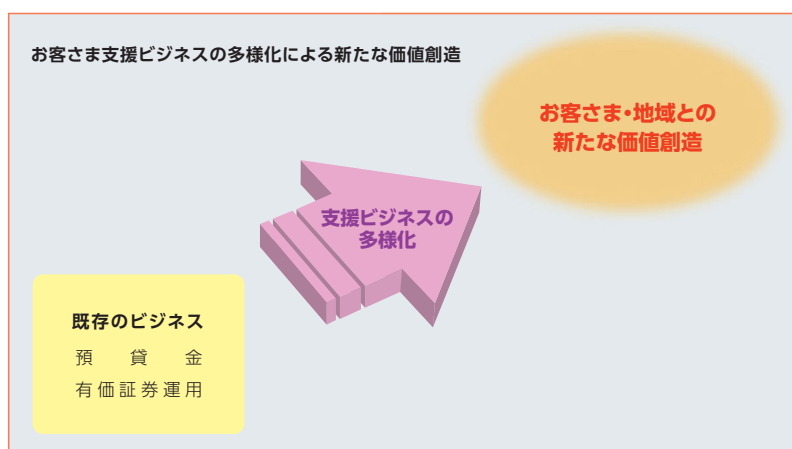 お客さま支援ビジネスの多様化による新たな価値創造
お客さま・地域との
新たな価値創造
支援ビジネスの
多様化
既存のビジネス
預貸金
有価証券運用